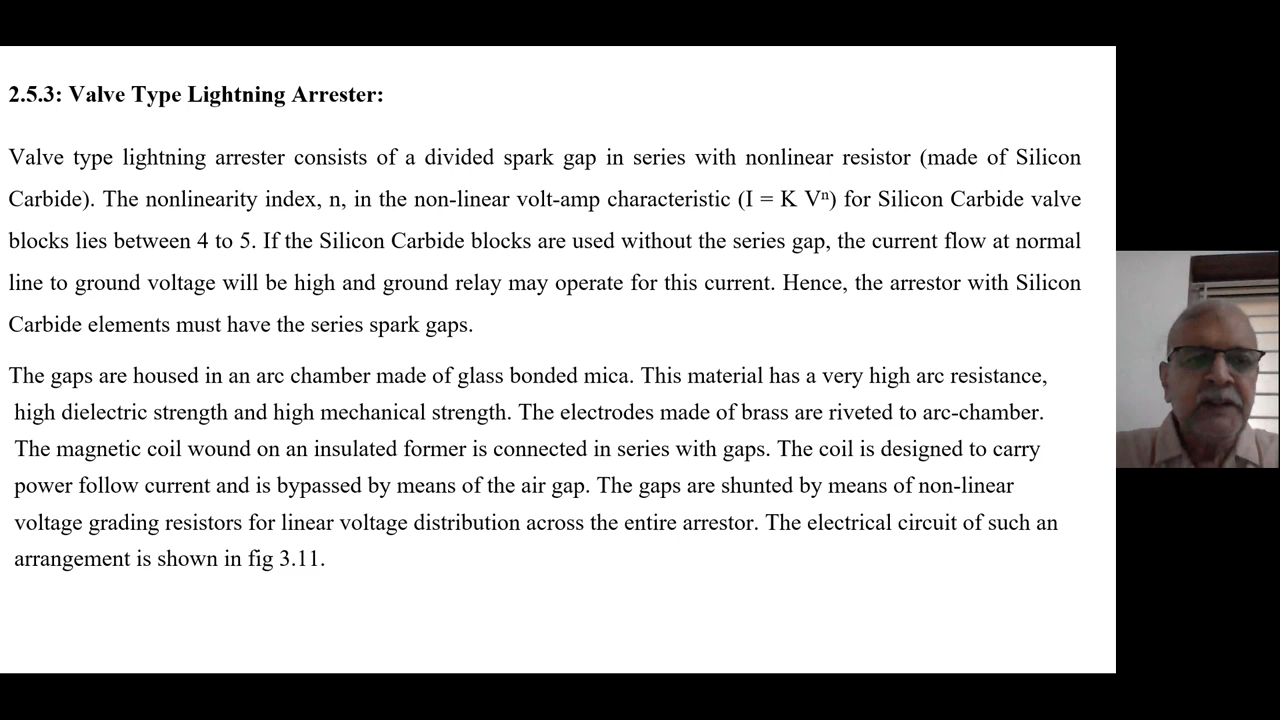 2.5.3: Valve Type Lightning Arrester:
Valve type lightning arrester consists of a divided spark gap in series with nonlinear resistor (made of Silicon
Carbide). The nonlinearity index, n, in the non-linear volt-amp characteristic (I = K Vⁿ) for Silicon Carbide valve
blocks lies between 4 to 5. If the Silicon Carbide blocks are used without the series gap, the current flow at normal
line to ground voltage will be high and ground relay may operate for this current. Hence, the arrestor with Silicon
Carbide elements must have the series spark gaps.
The gaps are housed in an arc chamber made of glass bonded mica. This material has a very high arc resistance,
high dielectric strength and high mechanical strength. The electrodes made of brass are riveted to arc-chamber.
The magnetic coil wound on an insulated former is connected in series with gaps. The coil is designed to carry
power follow current and is bypassed by means of the air gap. The gaps are shunted by means of non-linear
voltage grading resistors for linear voltage distribution across the entire arrestor. The electrical circuit of such an
arrangement is shown in fig 3.11.